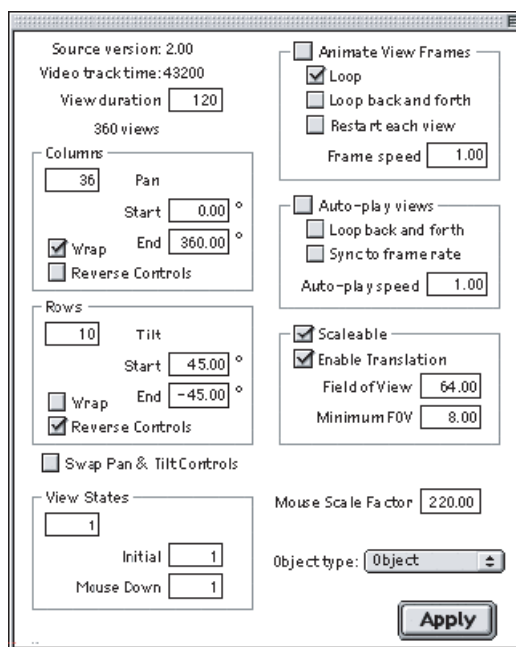 Source version: 2.00
Video track time: 43200
View duration 120
360 views
Columns
36 Pan
Start 0.00 °
Wrap End 360.00 °
Reverse Controls
Rows
10 Tilt
Start 45.00 °
Wrap End -45.00 °
Reverse Controls
Swap Pan & Tilt Controls
View States
1
Initial 1
Mouse Down 1
Animate View Frames
Loop
Loop back and forth
Restart each view
Frame speed 1.00
Auto-play views
Loop back and forth
Sync to frame rate
Auto-play speed 1.00
Scaleable
Enable Translation
Field of View 64.00
Minimum FOV 8.00
Mouse Scale Factor 220.00
Object type: Object
Apply